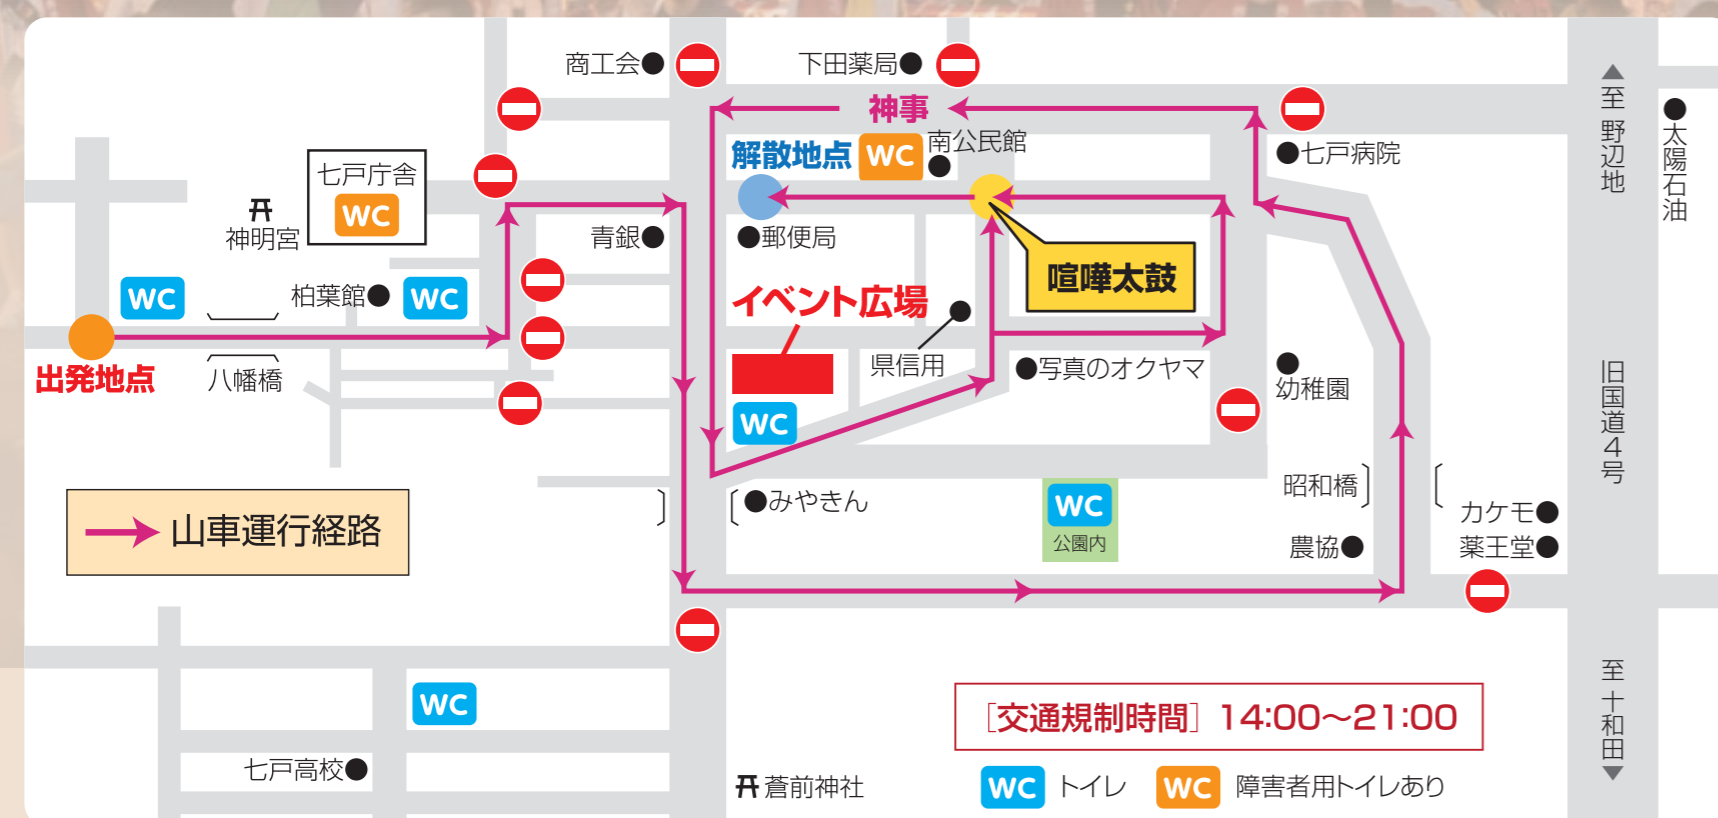 商工会
下田薬局
神事
南公民館
解散地点
WC
七戸病院
至 野辺地
太陽石油
七戸庁舎
WC
神明宮
青銀
郵便局
喧嘩太鼓
WC
柏葉館
WC
イベント広場
出発地点
八幡橋
県信用
写真のオクヤマ
幼稚園
旧国道4号
WC
みやきん
WC
公園内
昭和橋
カケモ
農協
薬王堂
山車運行経路
至 十和田
WC
[交通規制時間] 14:00〜21:00
七戸高校
蒼前神社
WC トイレ
WC 障害者用トイレあり